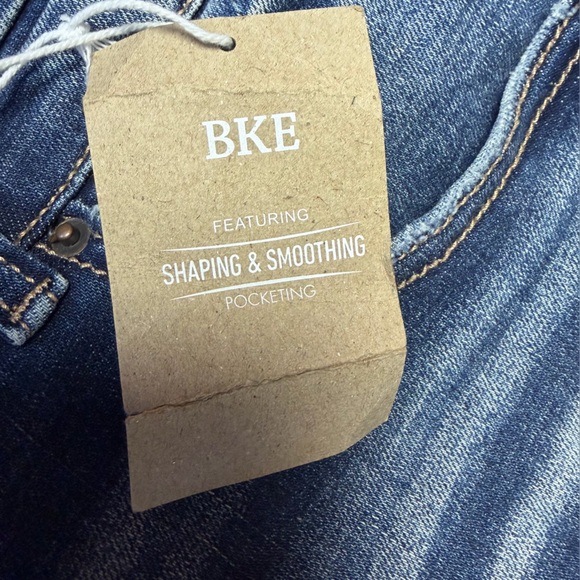 BKE
FEATURING
SHAPING & SMOOTHING
POCKETING